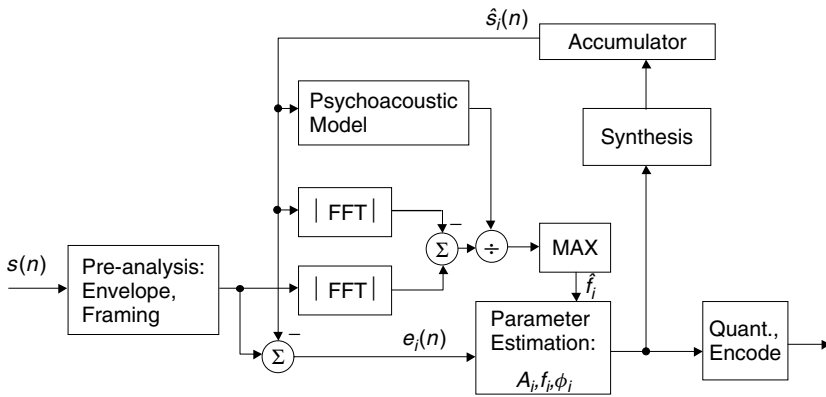 ŝᵢ(n)
Accumulator
Psychoacoustic
Model
Synthesis
| FFT |
−
Σ
÷
MAX
s(n)
Pre-analysis:
Envelope,
Framing
| FFT |
f̂ᵢ
−
Σ
eᵢ(n)
Parameter
Estimation:
Aᵢ,fᵢ,ϕᵢ
Quant.,
Encode